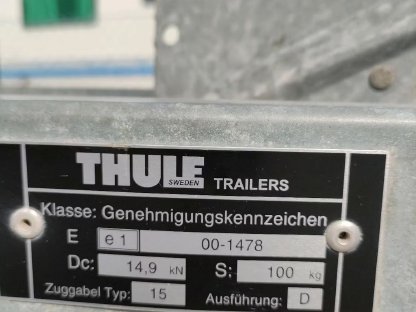 THULE SWEDEN TRAILERS
Klasse: Genehmigungskennzeichen
E e 1 00-1478
Dc: 14,9 kN S: 100 kg
Zuggabel Typ: 15 Ausführung: D